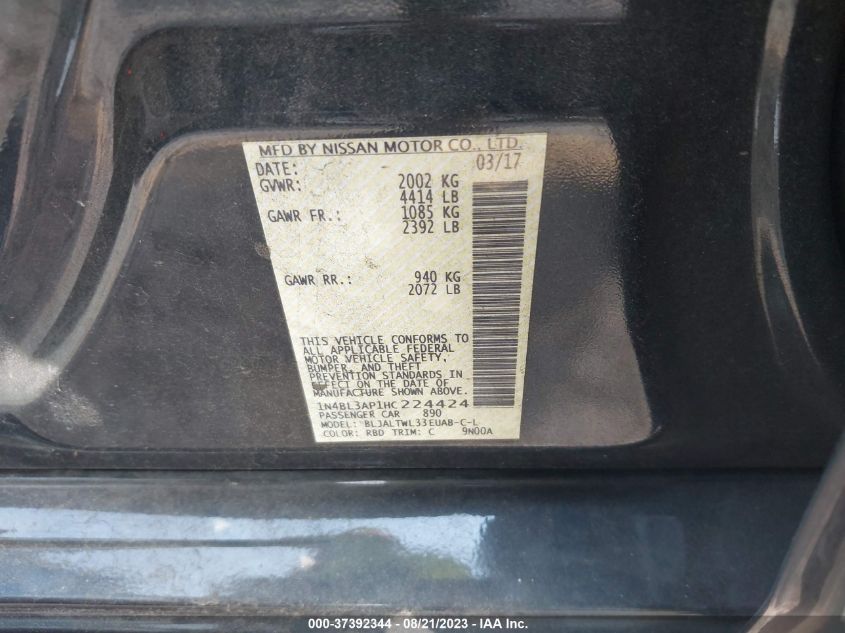 MFD BY NISSAN MOTOR CO., LTD.
DATE: 03/17
GVWR: 2002 KG
4414 LB
GAWR FR.: 1085 KG
2392 LB
GAWR RR.: 940 KG
2072 LB
THIS VEHICLE CONFORMS TO
ALL APPLICABLE FEDERAL
MOTOR VEHICLE SAFETY,
BUMPER, AND THEFT
PREVENTION STANDARDS IN
EFFECT ON THE DATE OF
MANUFACTURE SHOWN ABOVE.
1N4BL3AP1HC224424
PASSENGER CAR 890
MODEL: BLJALTWL33EUAB-C-L
COLOR: RBD TRIM: C 9N00A
000-37392344 - 08/21/2023 - IAA Inc.